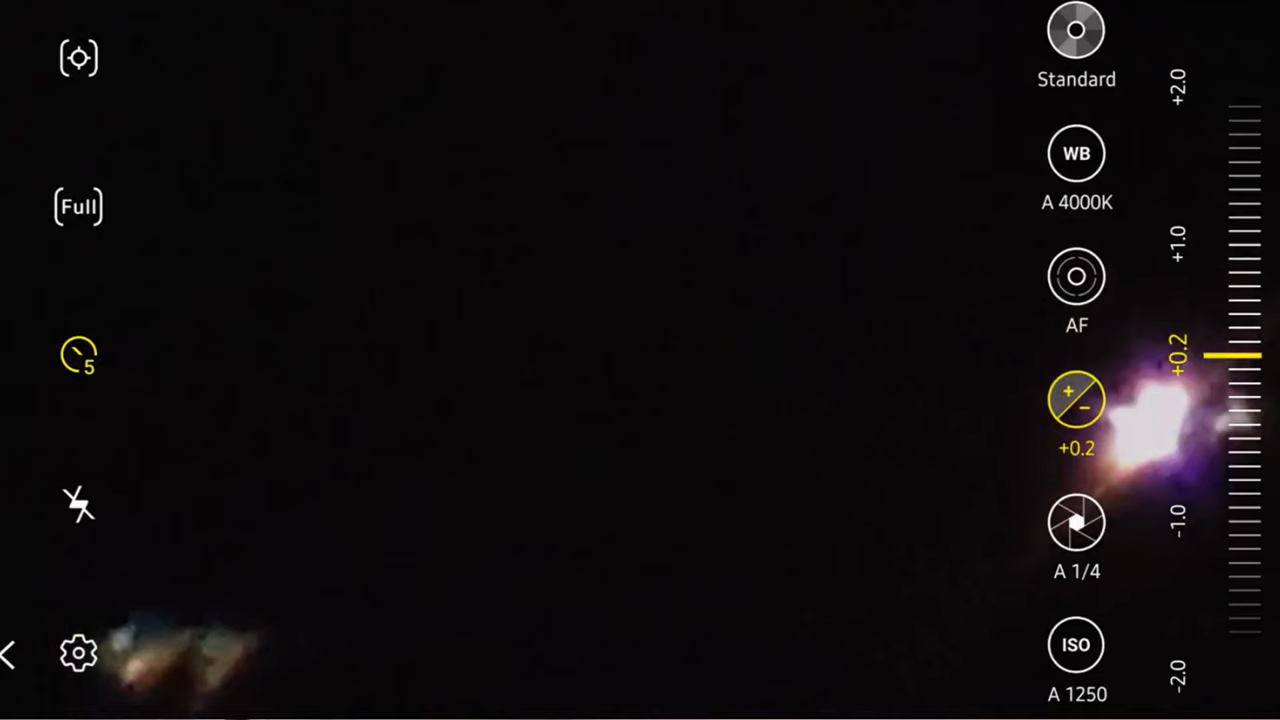 Full
5
Standard
WB
A 4000K
AF
+0.2
A 1/4
ISO
A 1250
+2.0
+1.0
+0.2
-1.0
-2.0